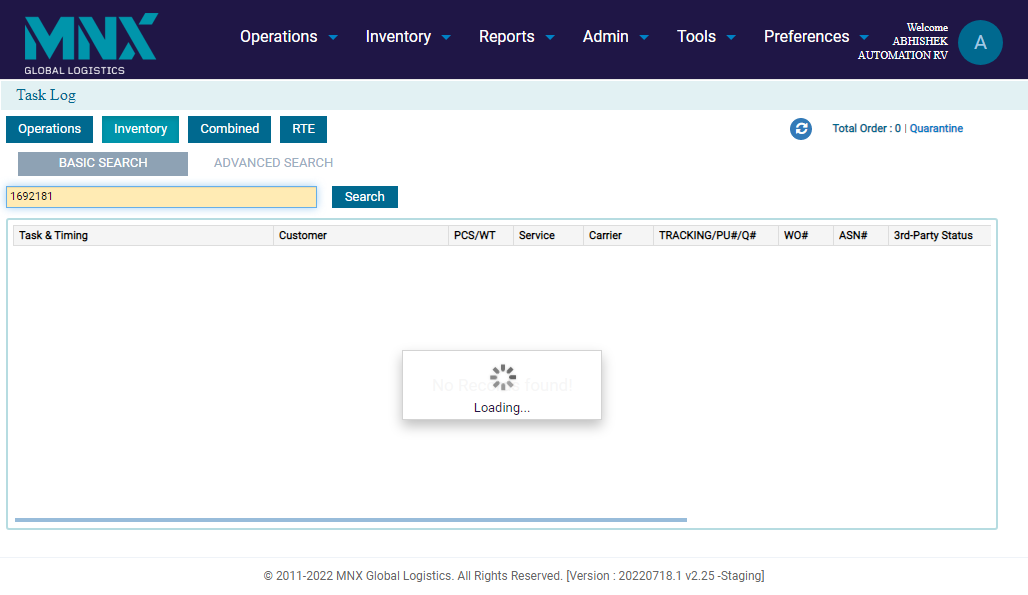 MNX
GLOBAL LOGISTICS
Operations Inventory Reports Admin Tools Preferences
Welcome
ABHISHEK
AUTOMATION RV
A
Task Log
Operations Inventory Combined RTE
Total Order : 0 | Quarantine
BASIC SEARCH ADVANCED SEARCH
1692181
Search
Task & Timing Customer PCS/WT Service Carrier TRACKING/PU#/Q# WO# ASN# 3rd-Party Status
No Records found!
Loading...
© 2011-2022 MNX Global Logistics. All Rights Reserved. [Version : 20220718.1 v2.25 -Staging]